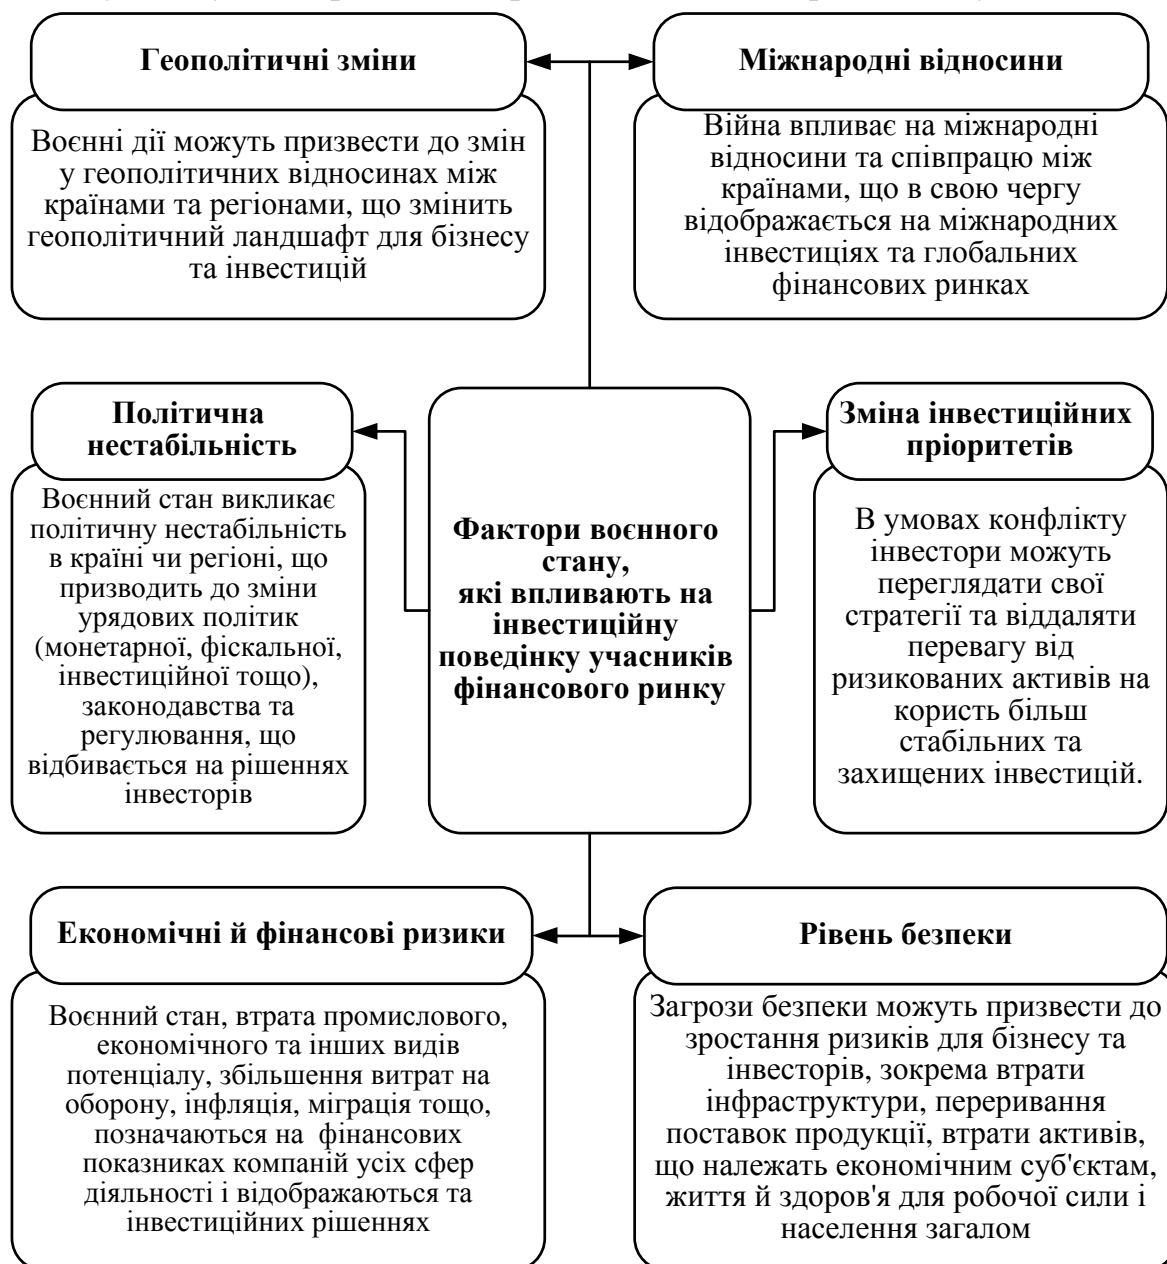 Геополітичні зміни
Воєнні дії можуть призвести до змін
у геополітичних відносинах між
країнами та регіонами, що змінить
геополітичний ландшафт для бізнесу
та інвестицій
Міжнародні відносини
Війна впливає на міжнародні
відносини та співпрацю між
країнами, що в свою чергу
відображається на міжнародних
інвестиціях та глобальних
фінансових ринках
Політична
нестабільність
Воєнний стан викликає
політичну нестабільність
в країні чи регіоні, що
призводить до зміни
урядових політик
(монетарної, фіскальної,
інвестиційної тощо),
законодавства та
регулювання, що
відбивається на рішеннях
інвесторів
Фактори воєнного
стану,
які впливають на
інвестиційну
поведінку учасників
фінансового ринку
Зміна інвестиційних
пріоритетів
В умовах конфлікту
інвестори можуть
переглядати свої
стратегії та віддаляти
перевагу від
ризикованих активів на
користь більш
стабільних та
захищених інвестицій.
Економічні й фінансові ризики
Воєнний стан, втрата промислового,
економічного та інших видів
потенціалу, збільшення витрат на
оборону, інфляція, міграція тощо,
позначаються на фінансових
показниках компаній усіх сфер
діяльності і відображаються та
інвестиційних рішеннях
Рівень безпеки
Загрози безпеки можуть призвести до
зростання ризиків для бізнесу та
інвесторів, зокрема втрати
інфраструктури, переривання
поставок продукції, втрати активів,
що належать економічним суб'єктам,
життя й здоров'я для робочої сили і
населення загалом